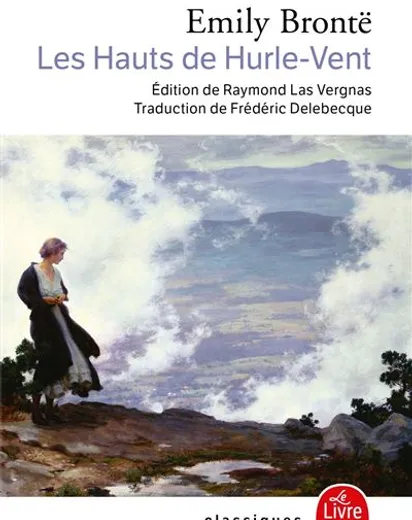 Emily Brontë
Les Hauts de Hurle-Vent
Édition de Raymond Las Vergnas
Traduction de Frédéric Delebecque
classiques
Le
Livre